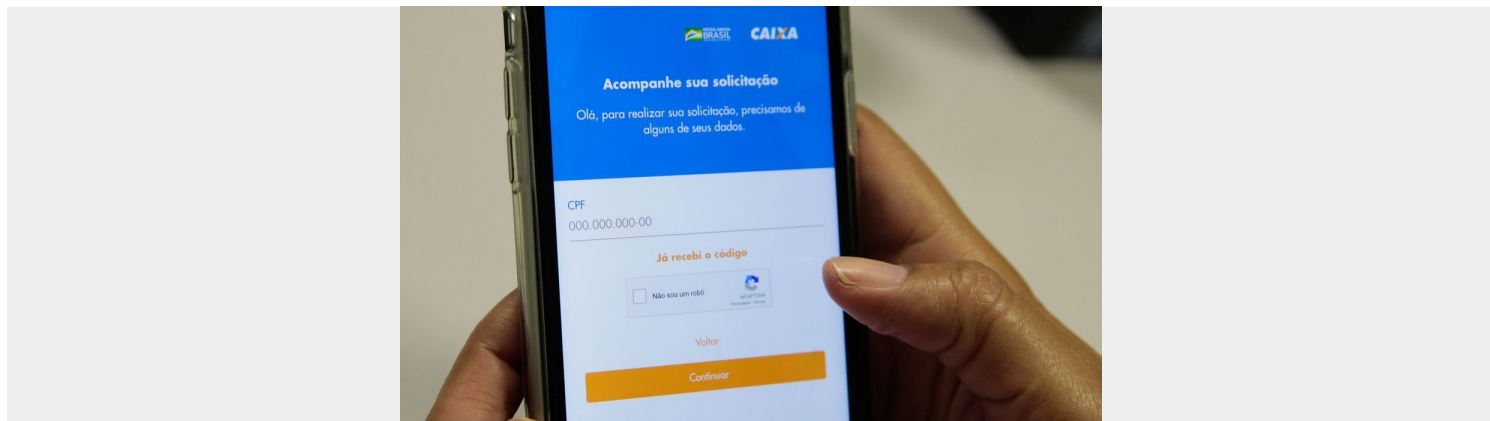 BRASIL
CAIXA
Acompanhe sua solicitação
Olá, para realizar sua solicitação, precisamos de
alguns de seus dados.
CPF
000.000.000-00
Já recebi o código
Não sou um robô
reCAPTCHA
Voltar
Continuar